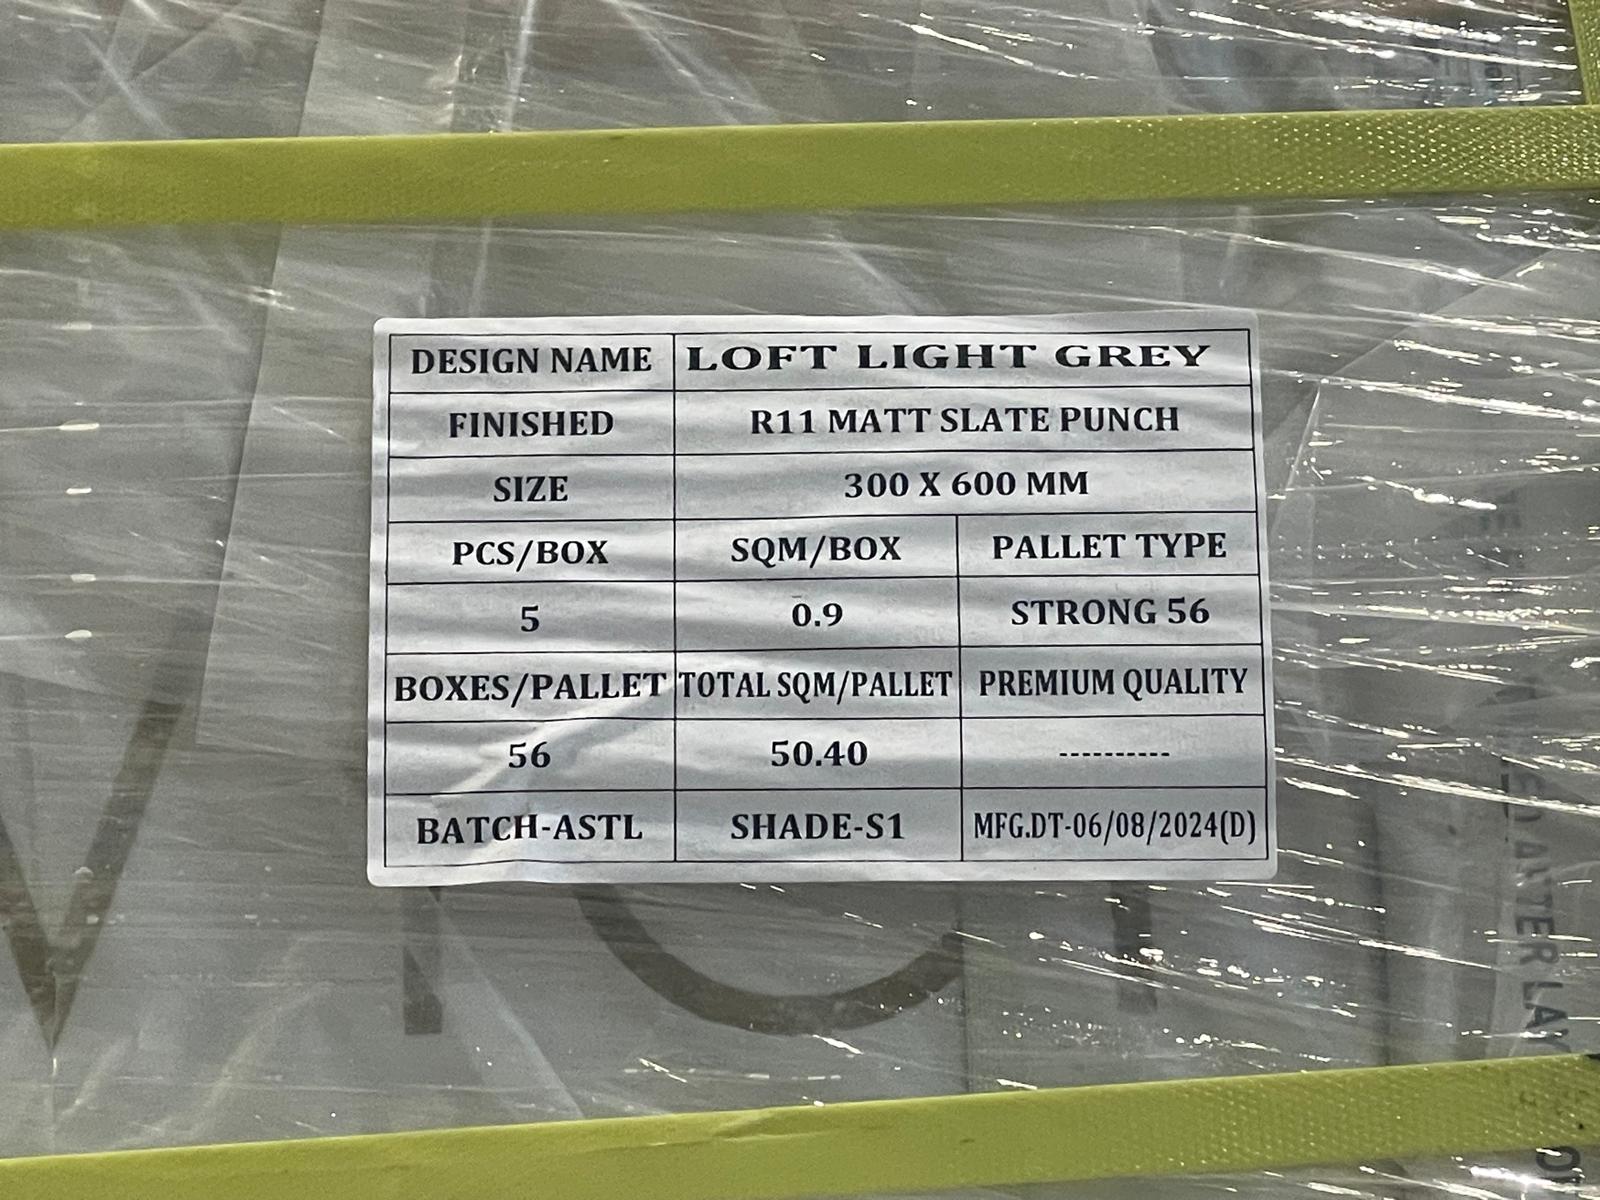 DESIGN NAME LOFT LIGHT GREY
FINISHED R11 MATT SLATE PUNCH
SIZE 300 X 600 MM
PCS/BOX SQM/BOX PALLET TYPE
5 0.9 STRONG 56
BOXES/PALLET TOTAL SQM/PALLET PREMIUM QUALITY
56 50.40 ----------
BATCH-ASTL SHADE-S1 MFG.DT-06/08/2024(D)